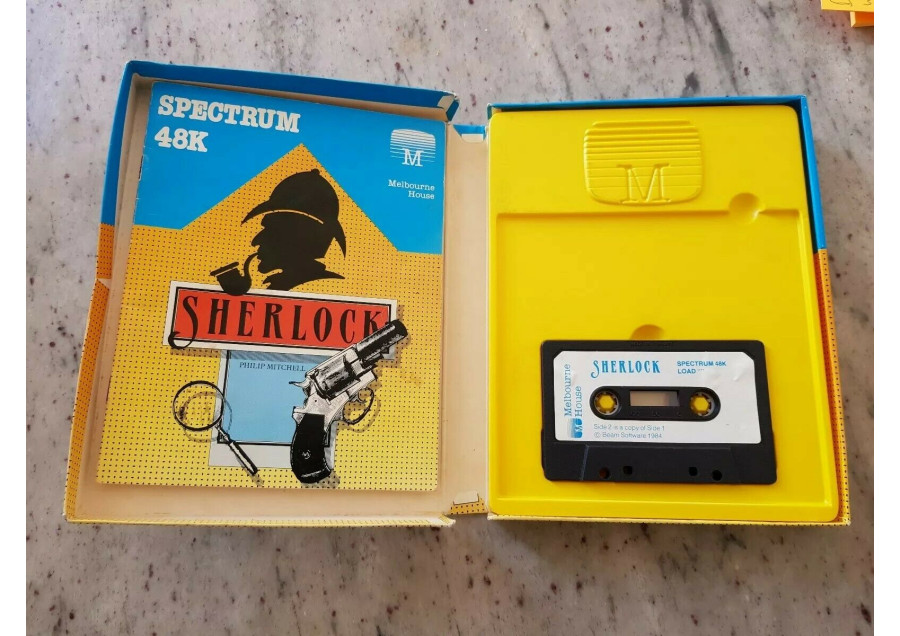 SPECTRUM
48K
M
Melbourne
House
SHERLOCK
PHILIP MITCHELL
M
Melbourne
House
M
SHERLOCK
SPECTRUM 48K
LOAD ""
Side 2 is a copy of Side 1
© Beam Software 1984